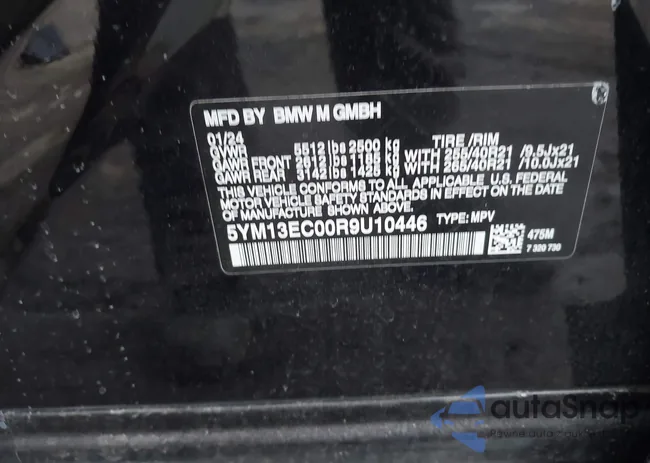 MFD BY BMW M GMBH
01/24
GVWR 5512 lbs 2500 kg TIRE/RIM
GAWR FRONT 2612 lbs 1185 kg WITH 255/40R21 /9.5Jx21
GAWR REAR 3142 lbs 1425 kg WITH 265/40R21 /10.0Jx21
THIS VEHICLE CONFORMS TO ALL APPLICABLE U.S. FEDERAL
MOTOR VEHICLE SAFETY STANDARDS IN EFFECT ON THE DATE
OF MANUFACTURE SHOWN ABOVE.
5YM13EC00R9U10446 TYPE: MPV
475M
7 320 730
autaSnap